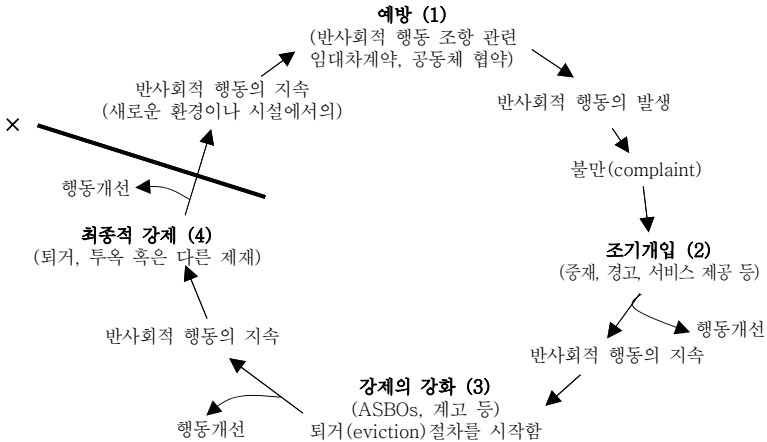 예방 (1)
(반사회적 행동 조항 관련
임대차계약, 공동체 협약)
반사회적 행동의 발생
불만(complaint)
조기개입 (2)
(중재, 경고, 서비스 제공 등)
행동개선
반사회적 행동의 지속
강제의 강화 (3)
(ASBOs, 계고 등)
퇴거(eviction)절차를 시작함
행동개선
반사회적 행동의 지속
최종적 강제 (4)
(퇴거, 투옥 혹은 다른 제재)
행동개선
×
반사회적 행동의 지속
(새로운 환경이나 시설에서의)